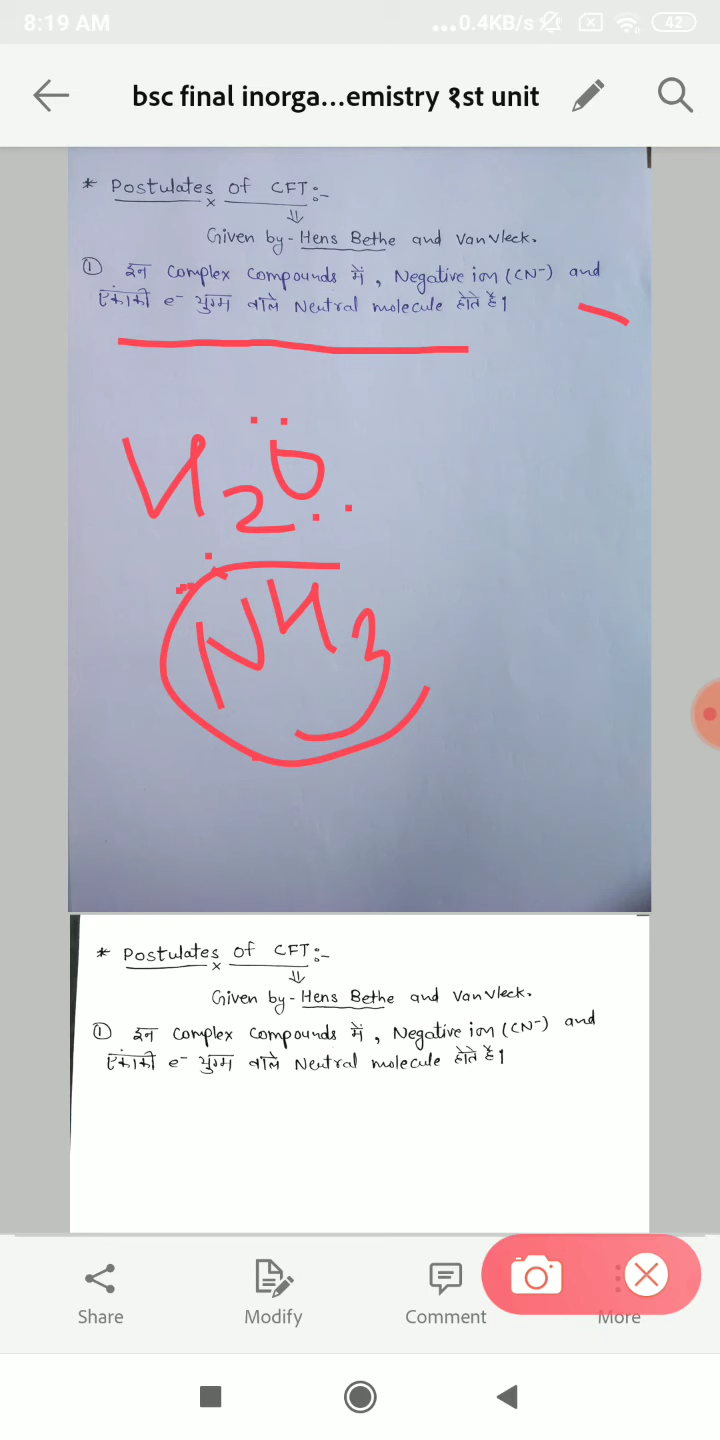 8:19 AM
...0.4KB/s
42
bsc final inorga...emistry १st unit
* Postulates of CFT:-
Given by - Hens Bethe and Van Vleck.
① इन complex compounds में, Negative ion (CN-) and
एकांकी e- युग्म वाले Neutral molecule होते हैं।
H2O
NH3
* Postulates of CFT:-
Given by - Hens Bethe and Van Vleck.
① इन complex compounds में, Negative ion (CN-) and
एकांकी e- युग्म वाले Neutral molecule होते हैं।
Share
Modify
Comment
More